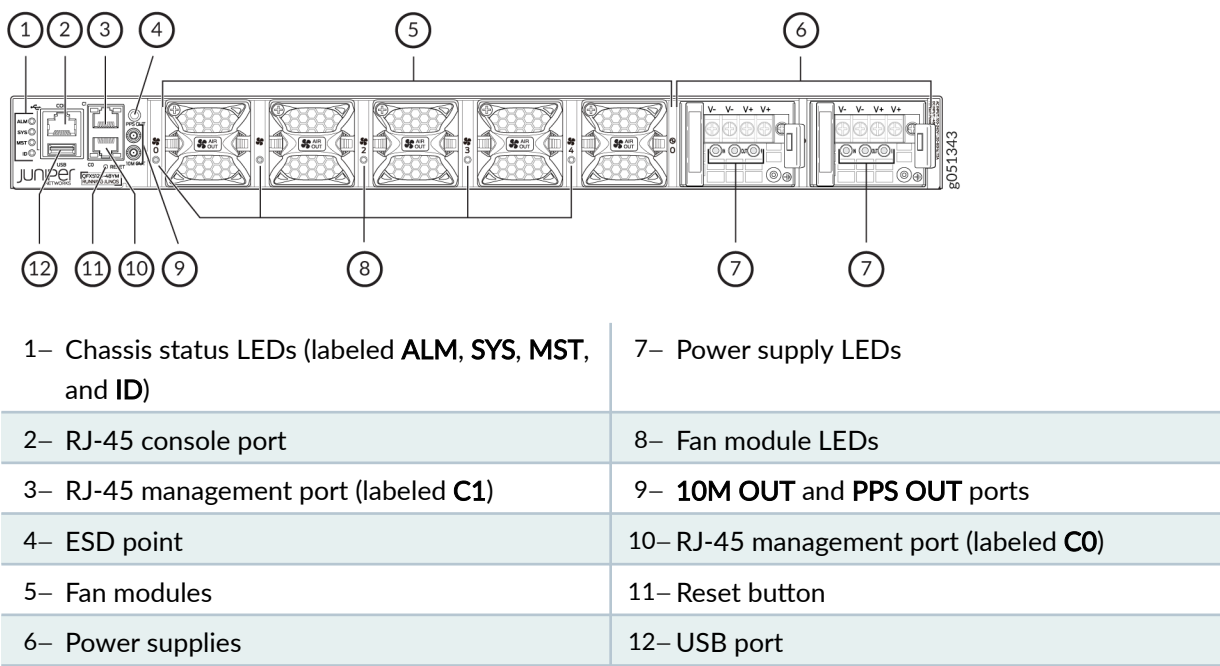 1 2 3 4 5 6
V- V- V+ V+ V- V- V+ V+
ALM
SYS
MST
ID
PPS OUT
AIR OUT AIR OUT AIR OUT AIR OUT AIR OUT
0 2 3 4 0
10M OUT
USB C0 RESET
JUNIPER
NETWORKS
RUNNING JUNOS
g051343
12 11 10 9 8 7 7
1– Chassis status LEDs (labeled ALM, SYS, MST,
and ID)
7– Power supply LEDs
2– RJ-45 console port
8– Fan module LEDs
3– RJ-45 management port (labeled C1)
9– 10M OUT and PPS OUT ports
4– ESD point
10– RJ-45 management port (labeled C0)
5– Fan modules
11– Reset button
6– Power supplies
12– USB port